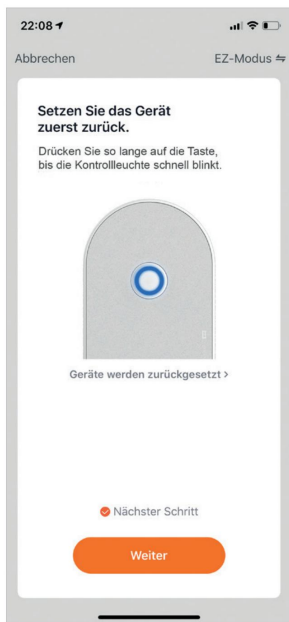 22:08
Abbrechen EZ-Modus ⇋
Setzen Sie das Gerät
zuerst zurück.
Drücken Sie so lange auf die Taste,
bis die Kontrollleuchte schnell blinkt.
Geräte werden zurückgesetzt >
Nächster Schritt
Weiter